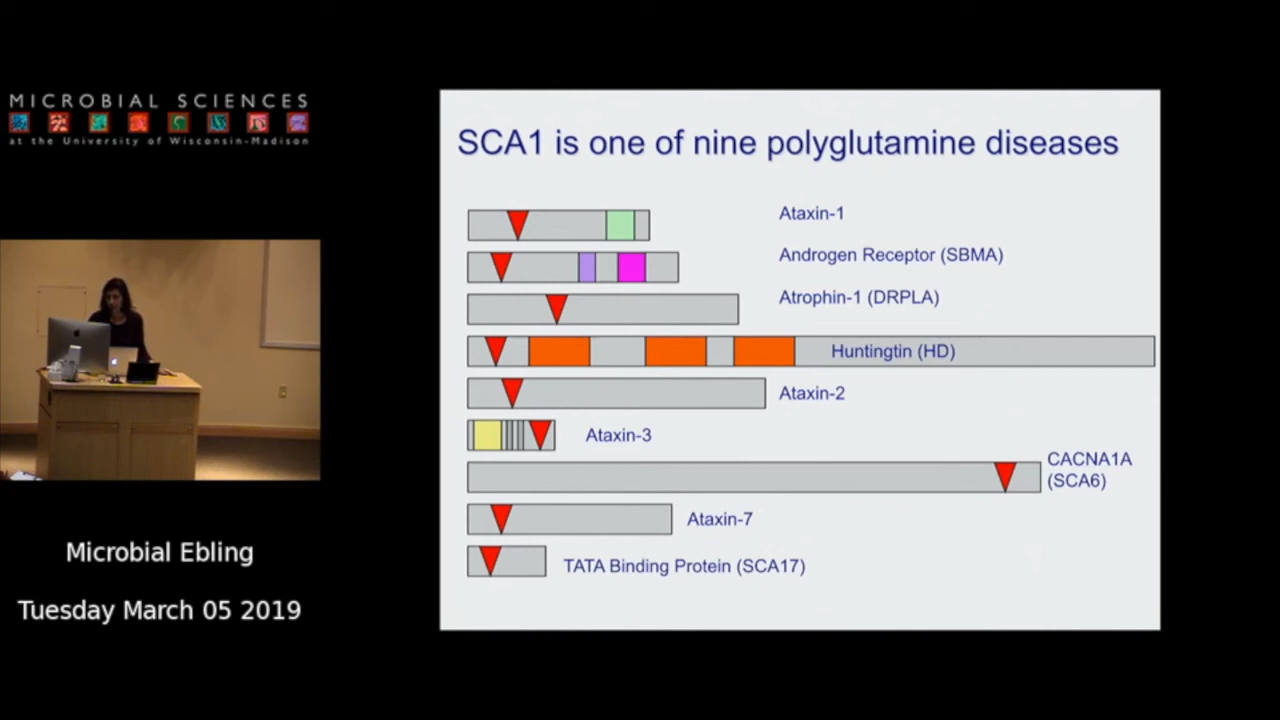 MICROBIAL SCIENCES
at the University of Wisconsin-Madison
Microbial Ebling
Tuesday March 05 2019
SCA1 is one of nine polyglutamine diseases
Ataxin-1
Androgen Receptor (SBMA)
Atrophin-1 (DRPLA)
Huntingtin (HD)
Ataxin-2
Ataxin-3
CACNA1A
(SCA6)
Ataxin-7
TATA Binding Protein (SCA17)